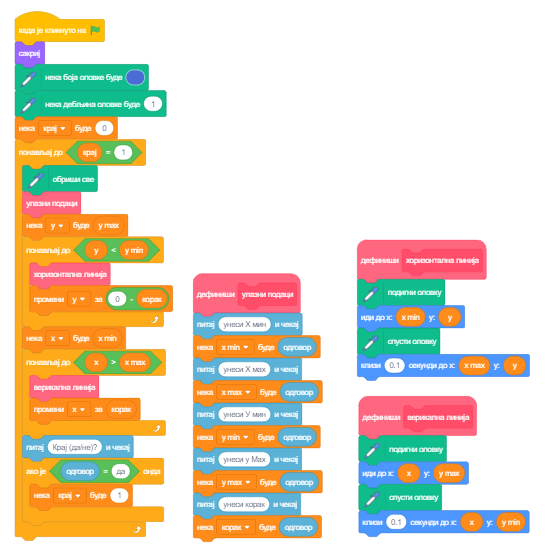 када је кликнуто на
сакриј
нека боја оловке буде
нека дебљина оловке буде 1
нека крај буде 0
понављај до крај = 1
обриши све
улазни подаци
нека y буде y max
понављај до y < y min
хоризонтална линија
промени y за 0 - корак
нека x буде x min
понављај до x > x max
верикална линија
промени x за корак
питај Крај (да/не)? и чекај
ако је одговор = да онда
нека крај буде 1
дефиниши улазни подаци
питај унеси X мин и чекај
нека x min буде одговор
питај унеси X мах и чекај
нека x max буде одговор
питај унеси У мин и чекај
нека y min буде одговор
питај унеси у Мах и чекај
нека y max буде одговор
питај унеси корак и чекај
нека корак буде одговор
дефиниши хоризонтална линија
подигни оловку
иди до x: x min y: y
спусти оловку
клизи 0.1 секунди до x: x max y: y
дефиниши верикална линија
подигни оловку
иди до x: x y: y max
спусти оловку
клизи 0.1 секунди до x: x y: y min